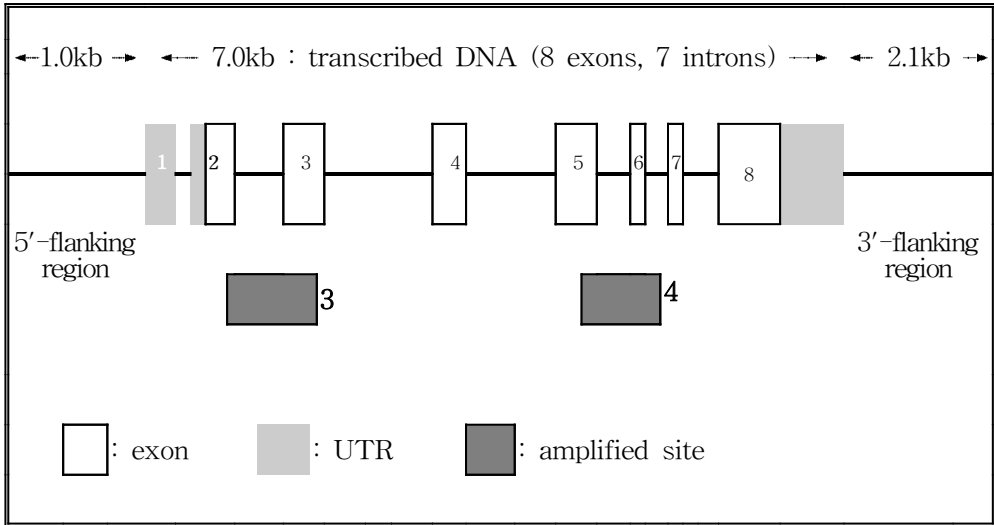 1.0kb 7.0kb : transcribed DNA (8 exons, 7 introns) 2.1kb
1 2 3 4 5 6 7 8
5′-flanking region 3′-flanking region
3 4
: exon : UTR : amplified site